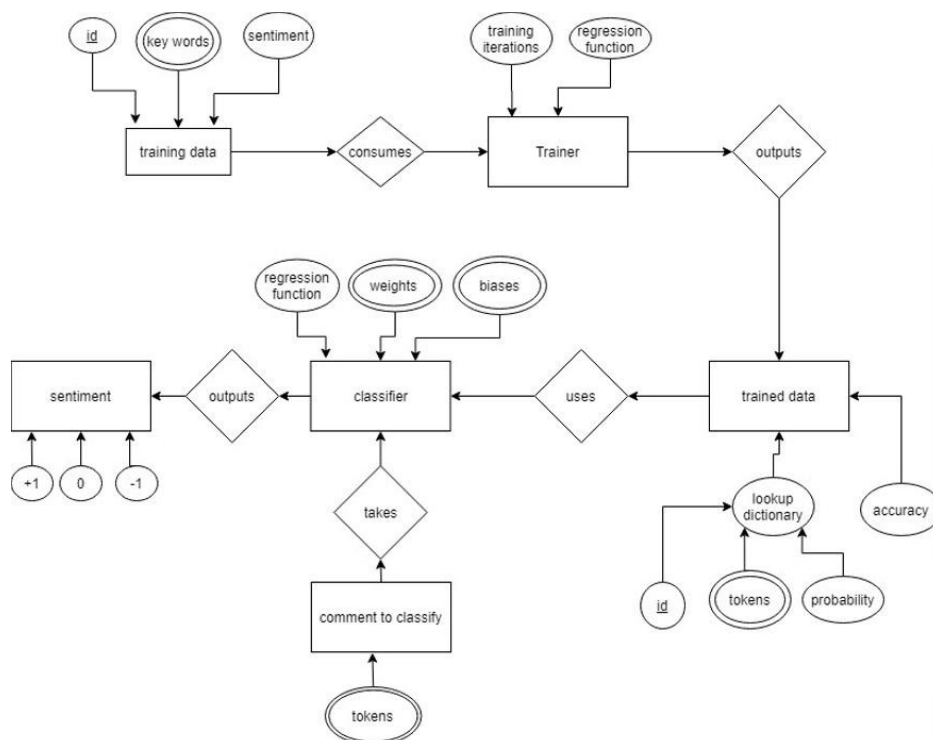 id
key words
sentiment
training
iterations
regression
function
training data
consumes
Trainer
outputs
regression
function
weights
biases
sentiment
outputs
classifier
uses
trained data
+1
0
-1
takes
lookup
dictionary
accuracy
id
tokens
probability
comment to classify
tokens